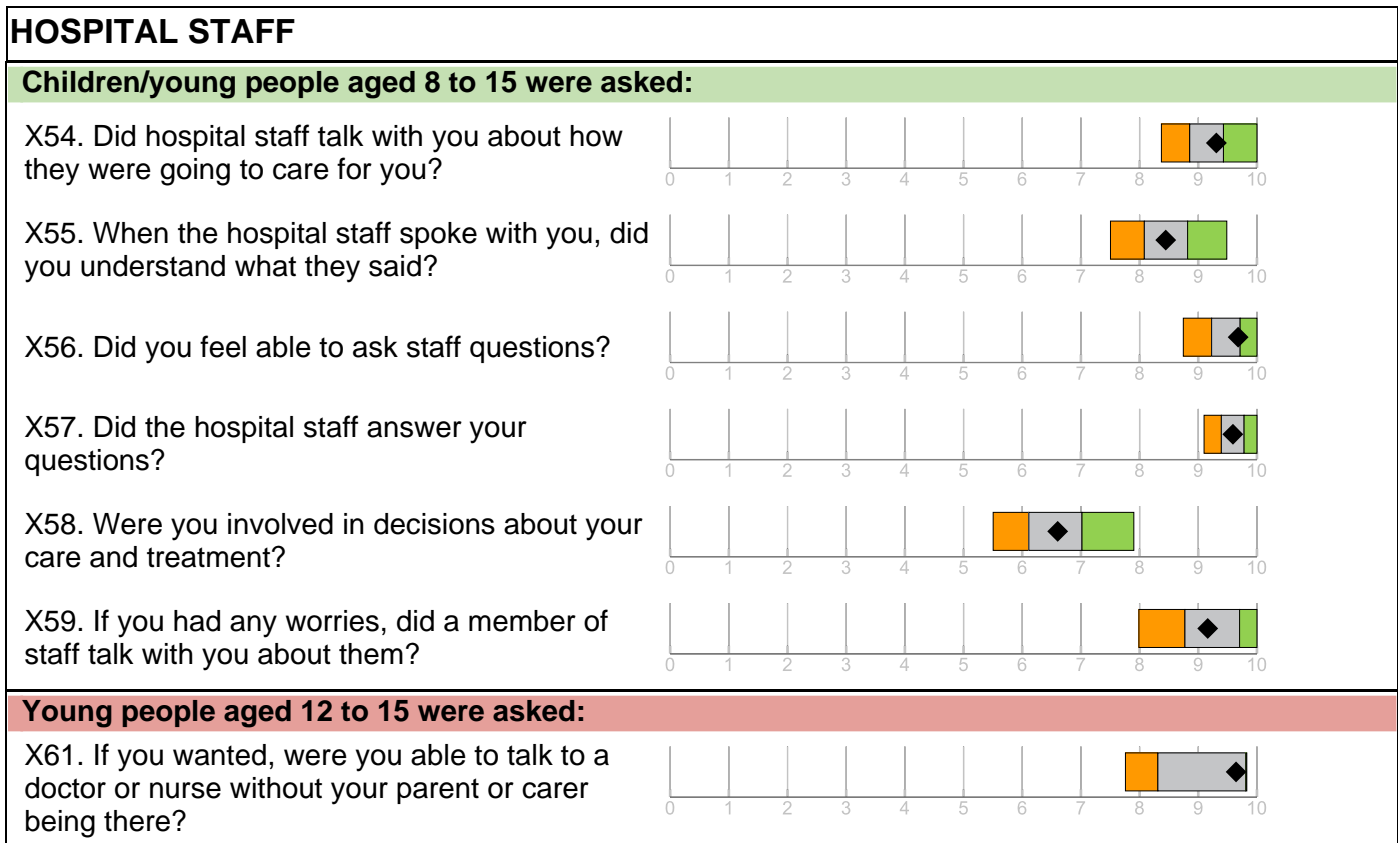 HOSPITAL STAFF
Children/young people aged 8 to 15 were asked:
X54. Did hospital staff talk with you about how
they were going to care for you?
0 1 2 3 4 5 6 7 8 9 10
X55. When the hospital staff spoke with you, did
you understand what they said?
0 1 2 3 4 5 6 7 8 9 10
X56. Did you feel able to ask staff questions?
0 1 2 3 4 5 6 7 8 9 10
X57. Did the hospital staff answer your
questions?
0 1 2 3 4 5 6 7 8 9 10
X58. Were you involved in decisions about your
care and treatment?
0 1 2 3 4 5 6 7 8 9 10
X59. If you had any worries, did a member of
staff talk with you about them?
0 1 2 3 4 5 6 7 8 9 10
Young people aged 12 to 15 were asked:
X61. If you wanted, were you able to talk to a
doctor or nurse without your parent or carer
being there?
0 1 2 3 4 5 6 7 8 9 10